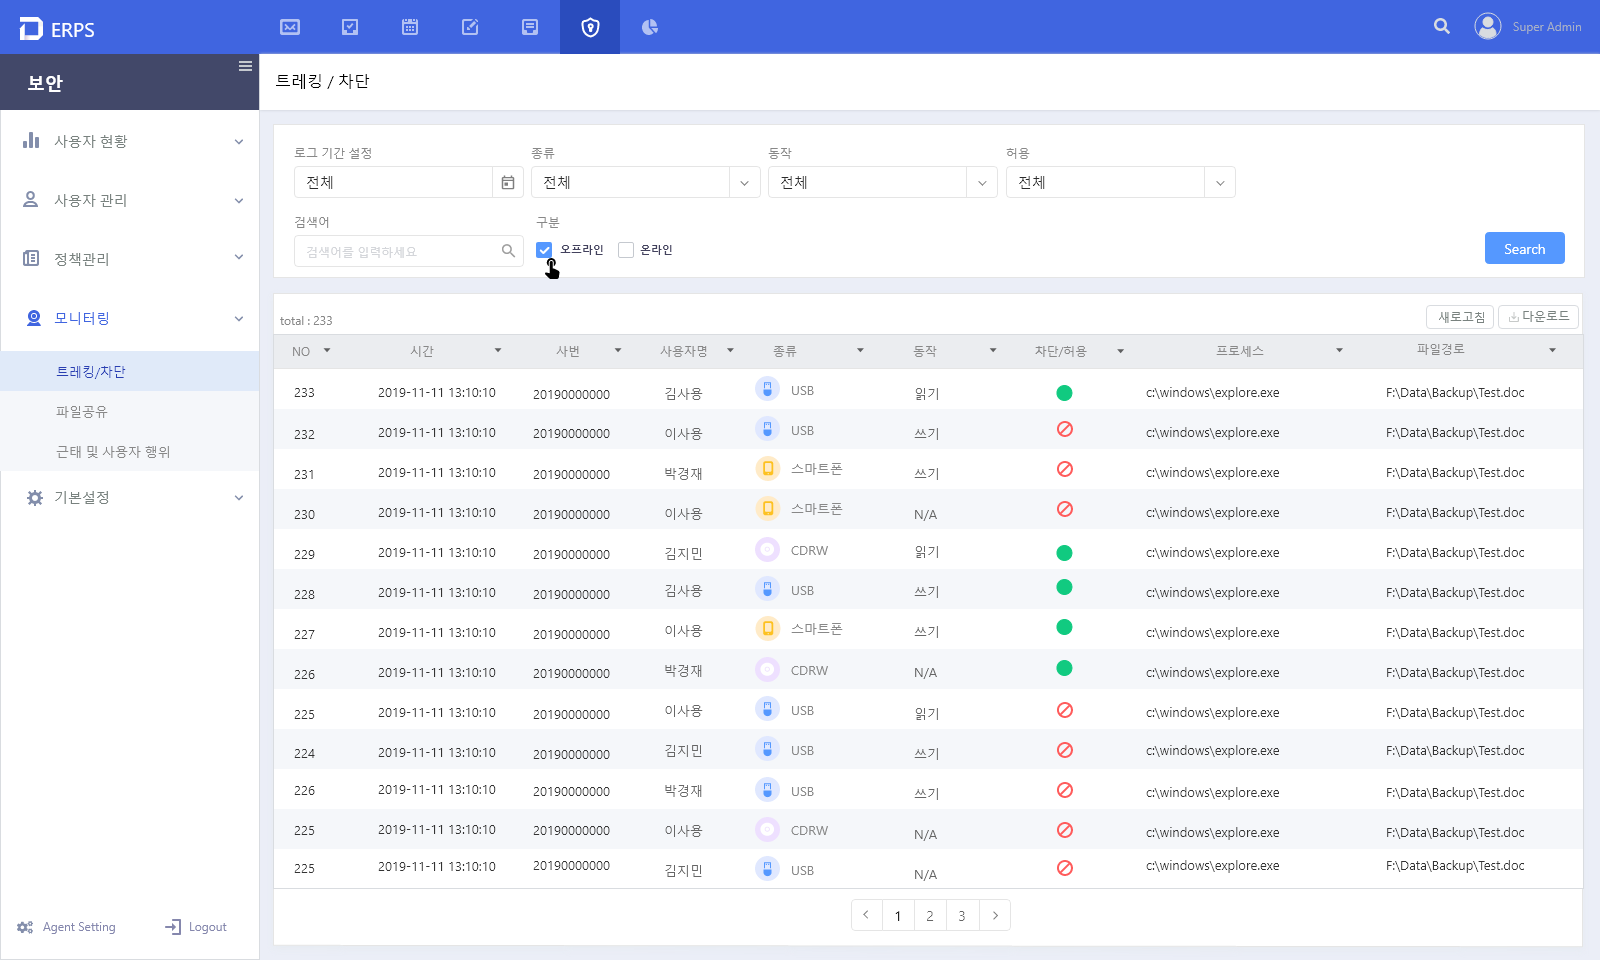 ERPS
Super Admin
보안
트레킹 / 차단
사용자 현황
사용자 관리
정책관리
모니터링
트레킹/차단
파일공유
근태 및 사용자 행위
기본설정
Agent Setting
Logout
로그 기간 설정 종류 동작 허용
전체 전체 전체 전체
검색어 구분
검색어를 입력하세요 오프라인 온라인 Search
total : 233 새로고침 다운로드
NO 시간 사번 사용자명 종류 동작 차단/허용 프로세스 파일경로
233 2019-11-11 13:10:10 20190000000 김사용 USB 읽기 c:\windows\explore.exe F:\Data\Backup\Test.doc
232 2019-11-11 13:10:10 20190000000 이사용 USB 쓰기 c:\windows\explore.exe F:\Data\Backup\Test.doc
231 2019-11-11 13:10:10 20190000000 박경재 스마트폰 쓰기 c:\windows\explore.exe F:\Data\Backup\Test.doc
230 2019-11-11 13:10:10 20190000000 이사용 스마트폰 N/A c:\windows\explore.exe F:\Data\Backup\Test.doc
229 2019-11-11 13:10:10 20190000000 김지민 CDRW 읽기 c:\windows\explore.exe F:\Data\Backup\Test.doc
228 2019-11-11 13:10:10 20190000000 김사용 USB 쓰기 c:\windows\explore.exe F:\Data\Backup\Test.doc
227 2019-11-11 13:10:10 20190000000 이사용 스마트폰 쓰기 c:\windows\explore.exe F:\Data\Backup\Test.doc
226 2019-11-11 13:10:10 20190000000 박경재 CDRW N/A c:\windows\explore.exe F:\Data\Backup\Test.doc
225 2019-11-11 13:10:10 20190000000 이사용 USB 읽기 c:\windows\explore.exe F:\Data\Backup\Test.doc
224 2019-11-11 13:10:10 20190000000 김지민 USB 쓰기 c:\windows\explore.exe F:\Data\Backup\Test.doc
226 2019-11-11 13:10:10 20190000000 박경재 USB 쓰기 c:\windows\explore.exe F:\Data\Backup\Test.doc
225 2019-11-11 13:10:10 20190000000 이사용 CDRW N/A c:\windows\explore.exe F:\Data\Backup\Test.doc
225 2019-11-11 13:10:10 20190000000 김지민 USB N/A c:\windows\explore.exe F:\Data\Backup\Test.doc
1 2 3